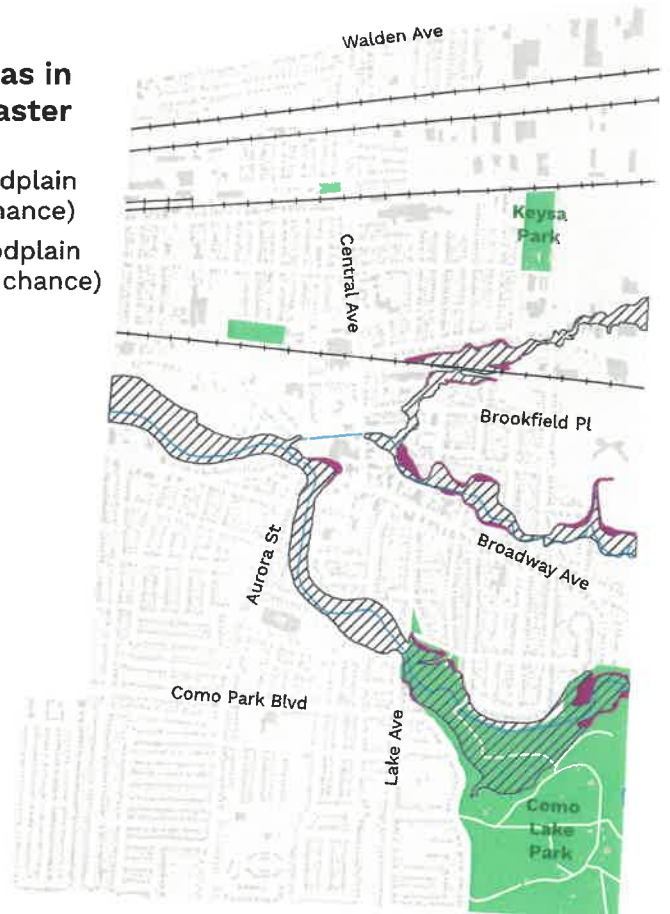 as in
aster
dplain
hance)
odplain
chance)
Walden Ave
Keysa
Park
Central Ave
Brookfield Pl
Broadway Ave
Aurora St
Como Park Blvd
Lake Ave
Como
Lake
Park